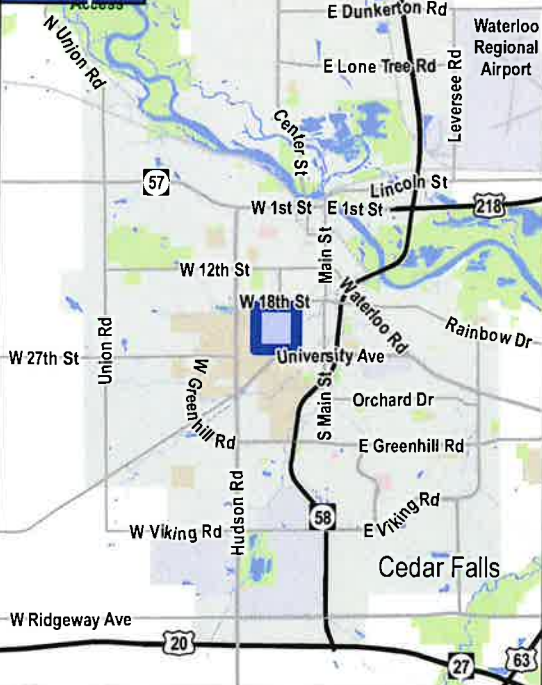 Access
E Dunkerton Rd
Waterloo
Regional
Airport
N Union Rd
E Lone Tree Rd
Leversee Rd
Center St
57
Lincoln St
W 1st St
E 1st St
218
Main St
W 12th St
W 18th St
Waterloo Rd
Rainbow Dr
Union Rd
W 27th St
University Ave
W Greenhill Rd
S Main St
Orchard Dr
E Greenhill Rd
Hudson Rd
58
W Viking Rd
E Viking Rd
Cedar Falls
W Ridgeway Ave
20
27
63